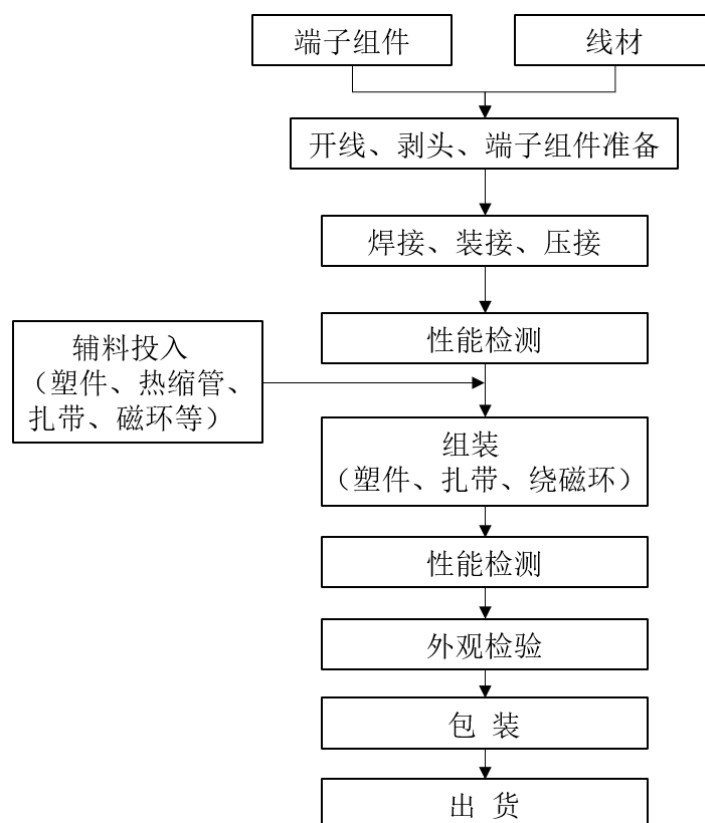 端子组件
线材
开线、剥头、端子组件准备
焊接、装接、压接
性能检测
辅料投入
（塑件、热缩管、
扎带、磁环等）
组装
（塑件、扎带、绕磁环）
性能检测
外观检验
包 装
出 货